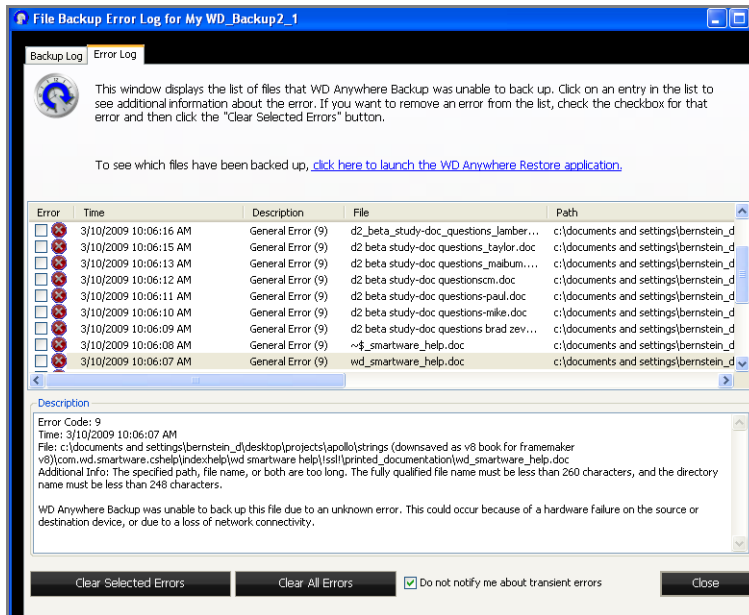 File Backup Error Log for My WD_Backup2_1
Backup Log Error Log
This window displays the list of files that WD Anywhere Backup was unable to back up. Click on an entry in the list to
see additional information about the error. If you want to remove an error from the list, check the checkbox for that
error and then click the "Clear Selected Errors" button.
To see which files have been backed up, click here to launch the WD Anywhere Restore application.
Error Time Description File Path
3/10/2009 10:06:16 AM General Error (9) d2_beta_study-doc_questions_lamber... c:\documents and settings\bernstein_d
3/10/2009 10:06:15 AM General Error (9) d2 beta study-doc questions_taylor.doc c:\documents and settings\bernstein_d
3/10/2009 10:06:13 AM General Error (9) d2 beta study-doc questions_maibum.... c:\documents and settings\bernstein_d
3/10/2009 10:06:12 AM General Error (9) d2 beta study-doc questionscm.doc c:\documents and settings\bernstein_d
3/10/2009 10:06:11 AM General Error (9) d2 beta study-doc questions-paul.doc c:\documents and settings\bernstein_d
3/10/2009 10:06:10 AM General Error (9) d2 beta study-doc questions-mike.doc c:\documents and settings\bernstein_d
3/10/2009 10:06:09 AM General Error (9) d2 beta study-doc questions brad zev... c:\documents and settings\bernstein_d
3/10/2009 10:06:08 AM General Error (9) ~$_smartware_help.doc c:\documents and settings\bernstein_d
3/10/2009 10:06:07 AM General Error (9) wd_smartware_help.doc c:\documents and settings\bernstein_d
Description
Error Code: 9
Time: 3/10/2009 10:06:07 AM
File: c:\documents and settings\bernstein_d\desktop\projects\apollo\strings (downsaved as v8 book for framemaker
v8)\com.wd.smartware.cshelp\indexhelp\wd smartware help\!ssl!\printed_documentation\wd_smartware_help.doc
Additional Info: The specified path, file name, or both are too long. The fully qualified file name must be less than 260 characters, and the directory
name must be less than 248 characters.
WD Anywhere Backup was unable to back up this file due to an unknown error. This could occur because of a hardware failure on the source or
destination device, or due to a loss of network connectivity.
Clear Selected Errors Clear All Errors Do not notify me about transient errors Close